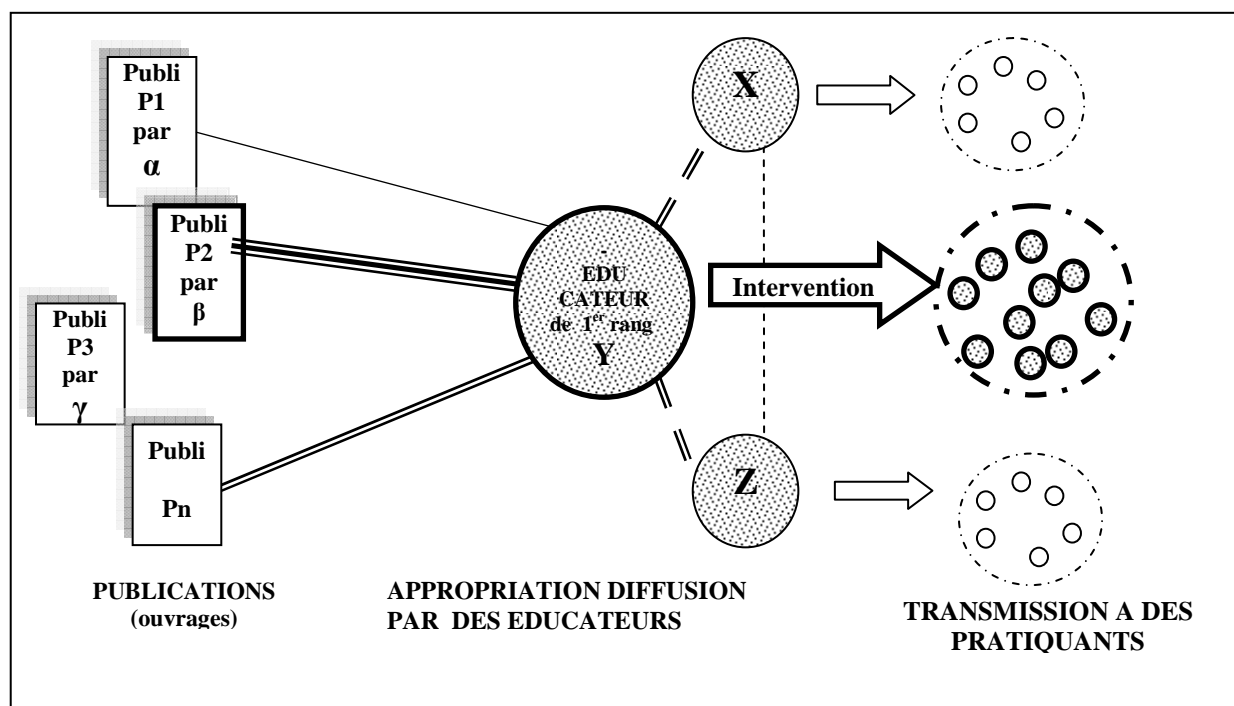 Publi
P1
par
α
Publi
P2
par
β
Publi
P3
par
γ
Publi
Pn
EDU
CATEUR
de 1er rang
Y
X
Z
Intervention
PUBLICATIONS
(ouvrages)
APPROPRIATION DIFFUSION
PAR DES EDUCATEURS
TRANSMISSION A DES
PRATIQUANTS